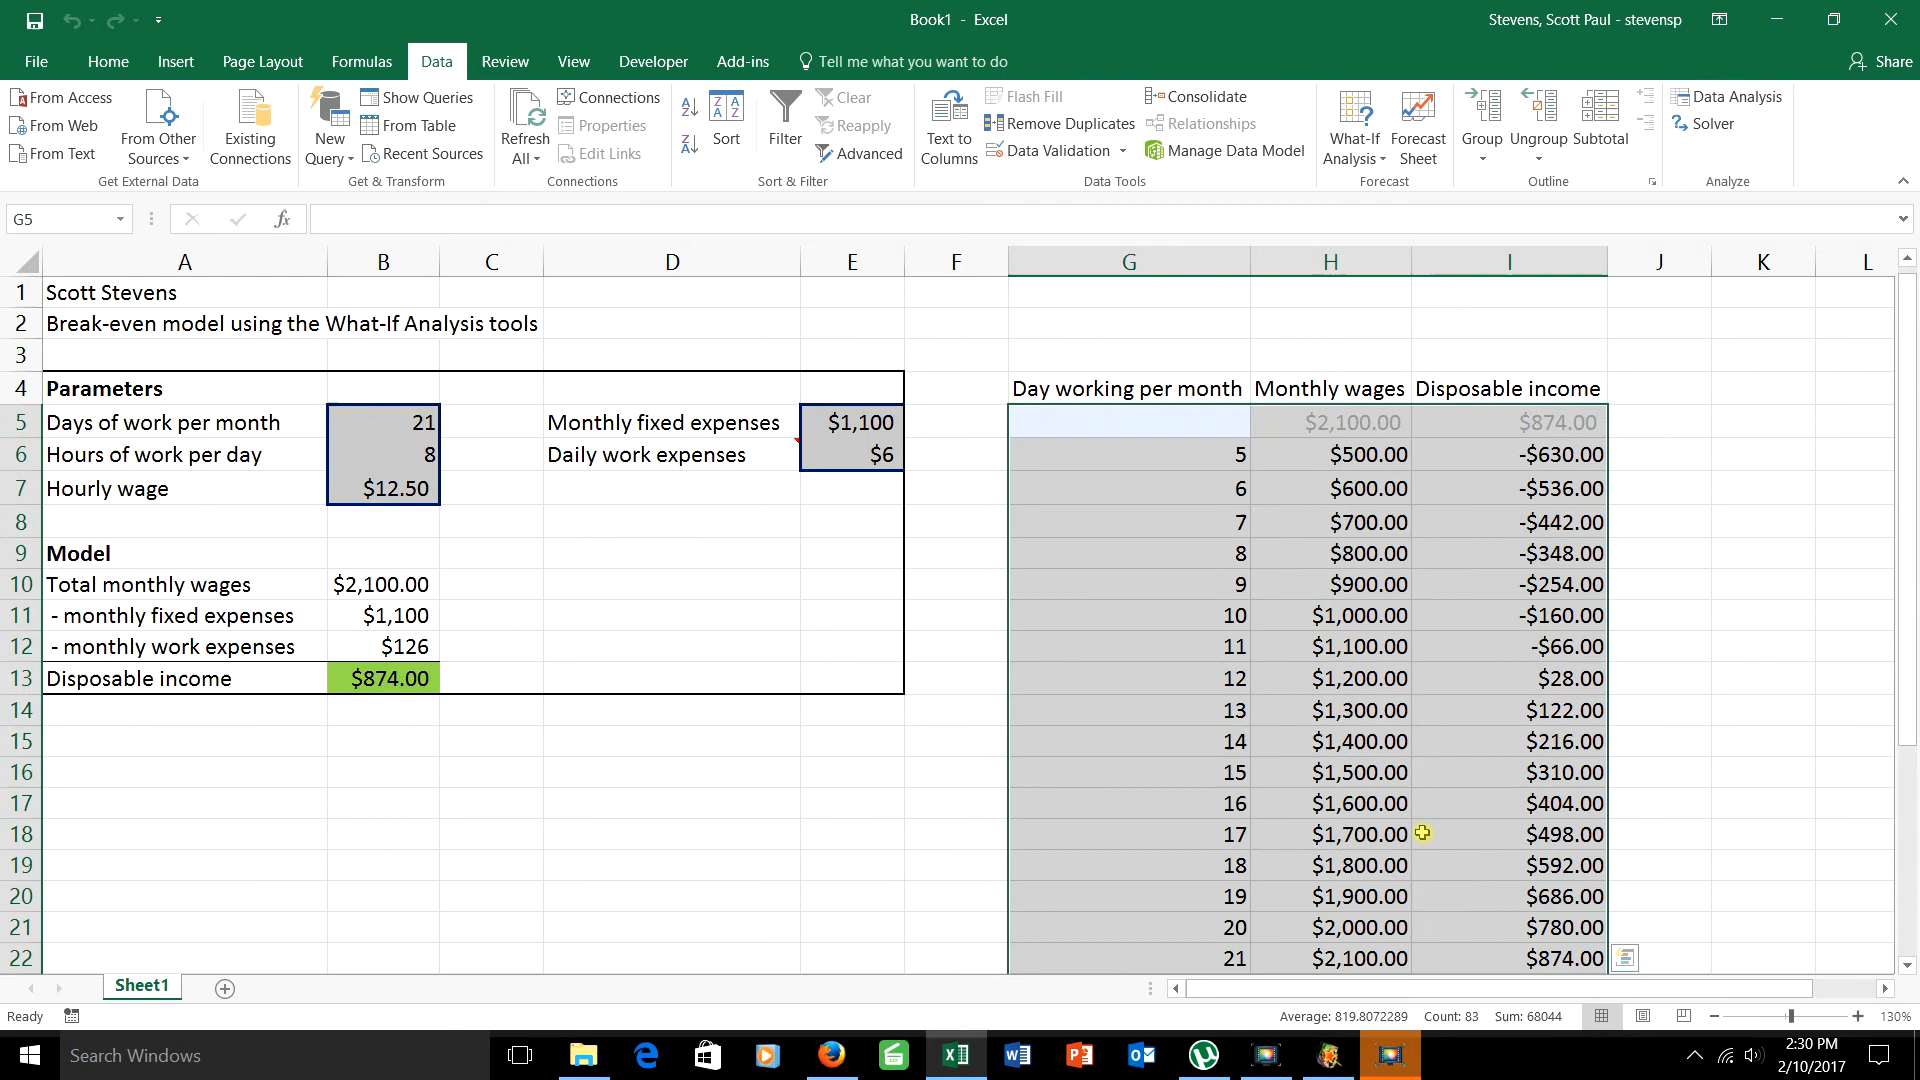 Book1 - Excel
Stevens, Scott Paul - stevensp
File Home Insert Page Layout Formulas Data Review View Developer Add-ins Tell me what you want to do Share
From Access
From Web
From Text
From Other Sources
Existing Connections
Get External Data
New Query
Show Queries
From Table
Recent Sources
Get & Transform
Refresh All
Connections
Properties
Edit Links
Connections
Sort
Filter
Clear
Reapply
Advanced
Sort & Filter
Text to Columns
Flash Fill
Remove Duplicates
Data Validation
Consolidate
Relationships
Manage Data Model
Data Tools
What-If Analysis
Forecast Sheet
Forecast
Group
Ungroup
Subtotal
Outline
Data Analysis
Solver
Analyze
G5 fx
A B C D E F G H I J K L
1 Scott Stevens
2 Break-even model using the What-If Analysis tools
3
4 Parameters Day working per month Monthly wages Disposable income
5 Days of work per month 21 Monthly fixed expenses $1,100 $2,100.00 $874.00
6 Hours of work per day 8 Daily work expenses $6 5 $500.00 -$630.00
7 Hourly wage $12.50 6 $600.00 -$536.00
8 7 $700.00 -$442.00
9 Model 8 $800.00 -$348.00
10 Total monthly wages $2,100.00 9 $900.00 -$254.00
11 - monthly fixed expenses $1,100 10 $1,000.00 -$160.00
12 - monthly work expenses $126 11 $1,100.00 -$66.00
13 Disposable income $874.00 12 $1,200.00 $28.00
14 13 $1,300.00 $122.00
15 14 $1,400.00 $216.00
16 15 $1,500.00 $310.00
17 16 $1,600.00 $404.00
18 17 $1,700.00 $498.00
19 18 $1,800.00 $592.00
20 19 $1,900.00 $686.00
21 20 $2,000.00 $780.00
22 21 $2,100.00 $874.00
Sheet1
Ready Average: 819.8072289 Count: 83 Sum: 68044 130%
Search Windows
2:30 PM
2/10/2017